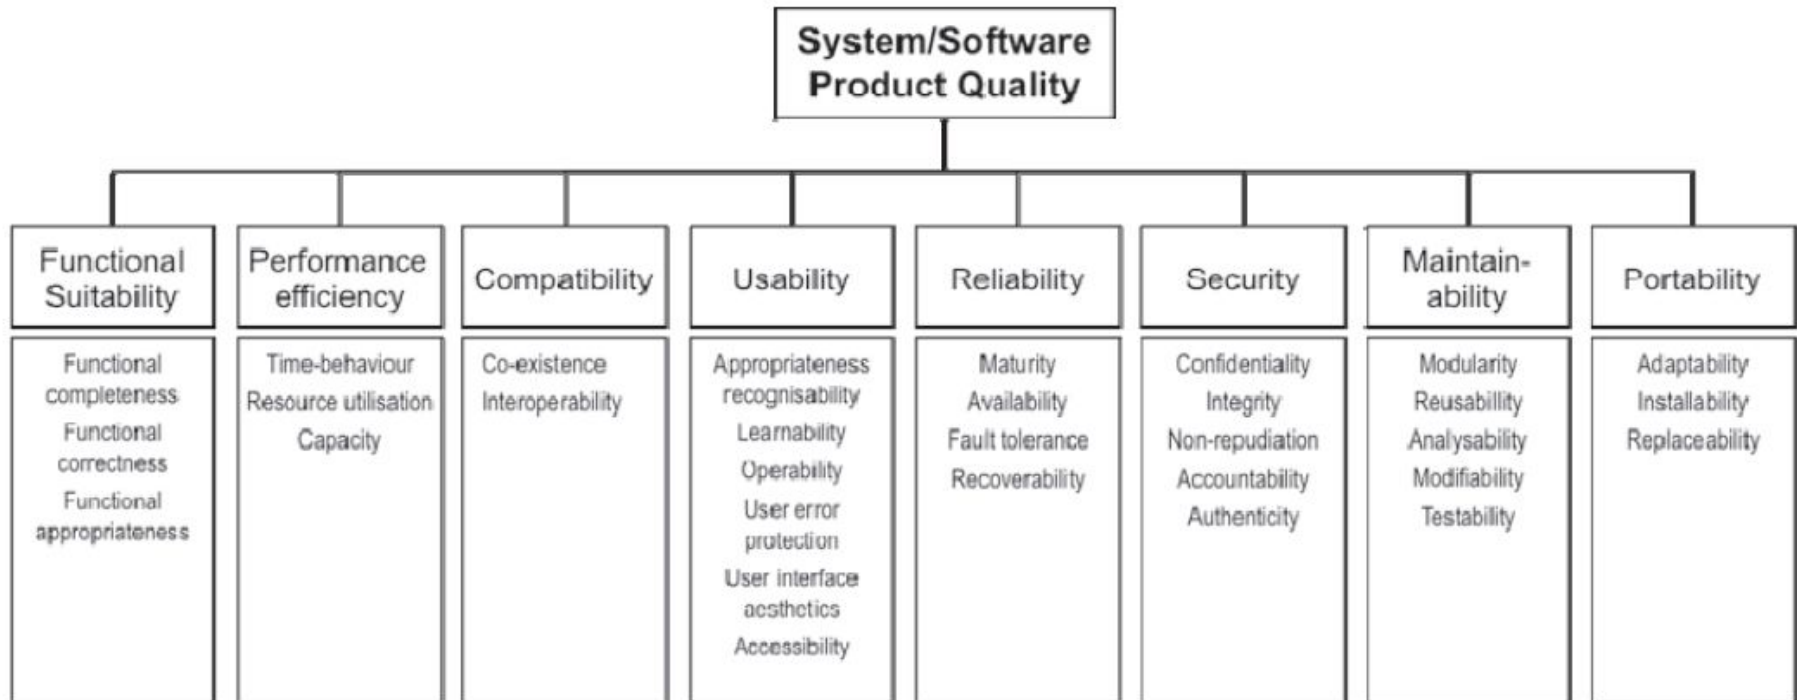 System/Software
Product Quality
Functional
Suitability
Performance
efficiency
Compatibility
Usability
Reliability
Security
Maintain-
ability
Portability
Functional
completeness
Functional
correctness
Functional
appropriateness
Time-behaviour
Resource utilisation
Capacity
Co-existence
Interoperability
Appropriateness
recognisability
Learnability
Operability
User error
protection
User interface
aesthetics
Accessibility
Maturity
Availability
Fault tolerance
Recoverability
Confidentiality
Integrity
Non-repudiation
Accountability
Authenticity
Modularity
Reusabillity
Analysability
Modifiability
Testability
Adaptability
Installability
Replaceability